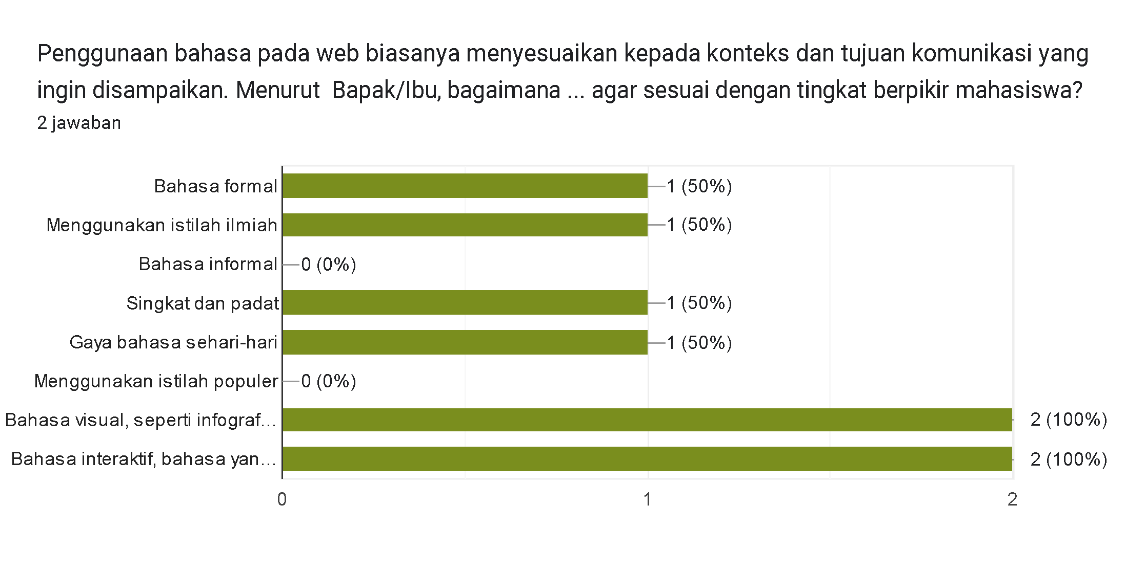 Penggunaan bahasa pada web biasanya menyesuaikan kepada konteks dan tujuan komunikasi yang
ingin disampaikan. Menurut Bapak/Ibu, bagaimana ... agar sesuai dengan tingkat berpikir mahasiswa?
2 jawaban
Bahasa formal 1 (50%)
Menggunakan istilah ilmiah 1 (50%)
Bahasa informal 0 (0%)
Singkat dan padat 1 (50%)
Gaya bahasa sehari-hari 1 (50%)
Menggunakan istilah populer 0 (0%)
Bahasa visual, seperti infograf... 2 (100%)
Bahasa interaktif, bahasa yan... 2 (100%)
0 1 2